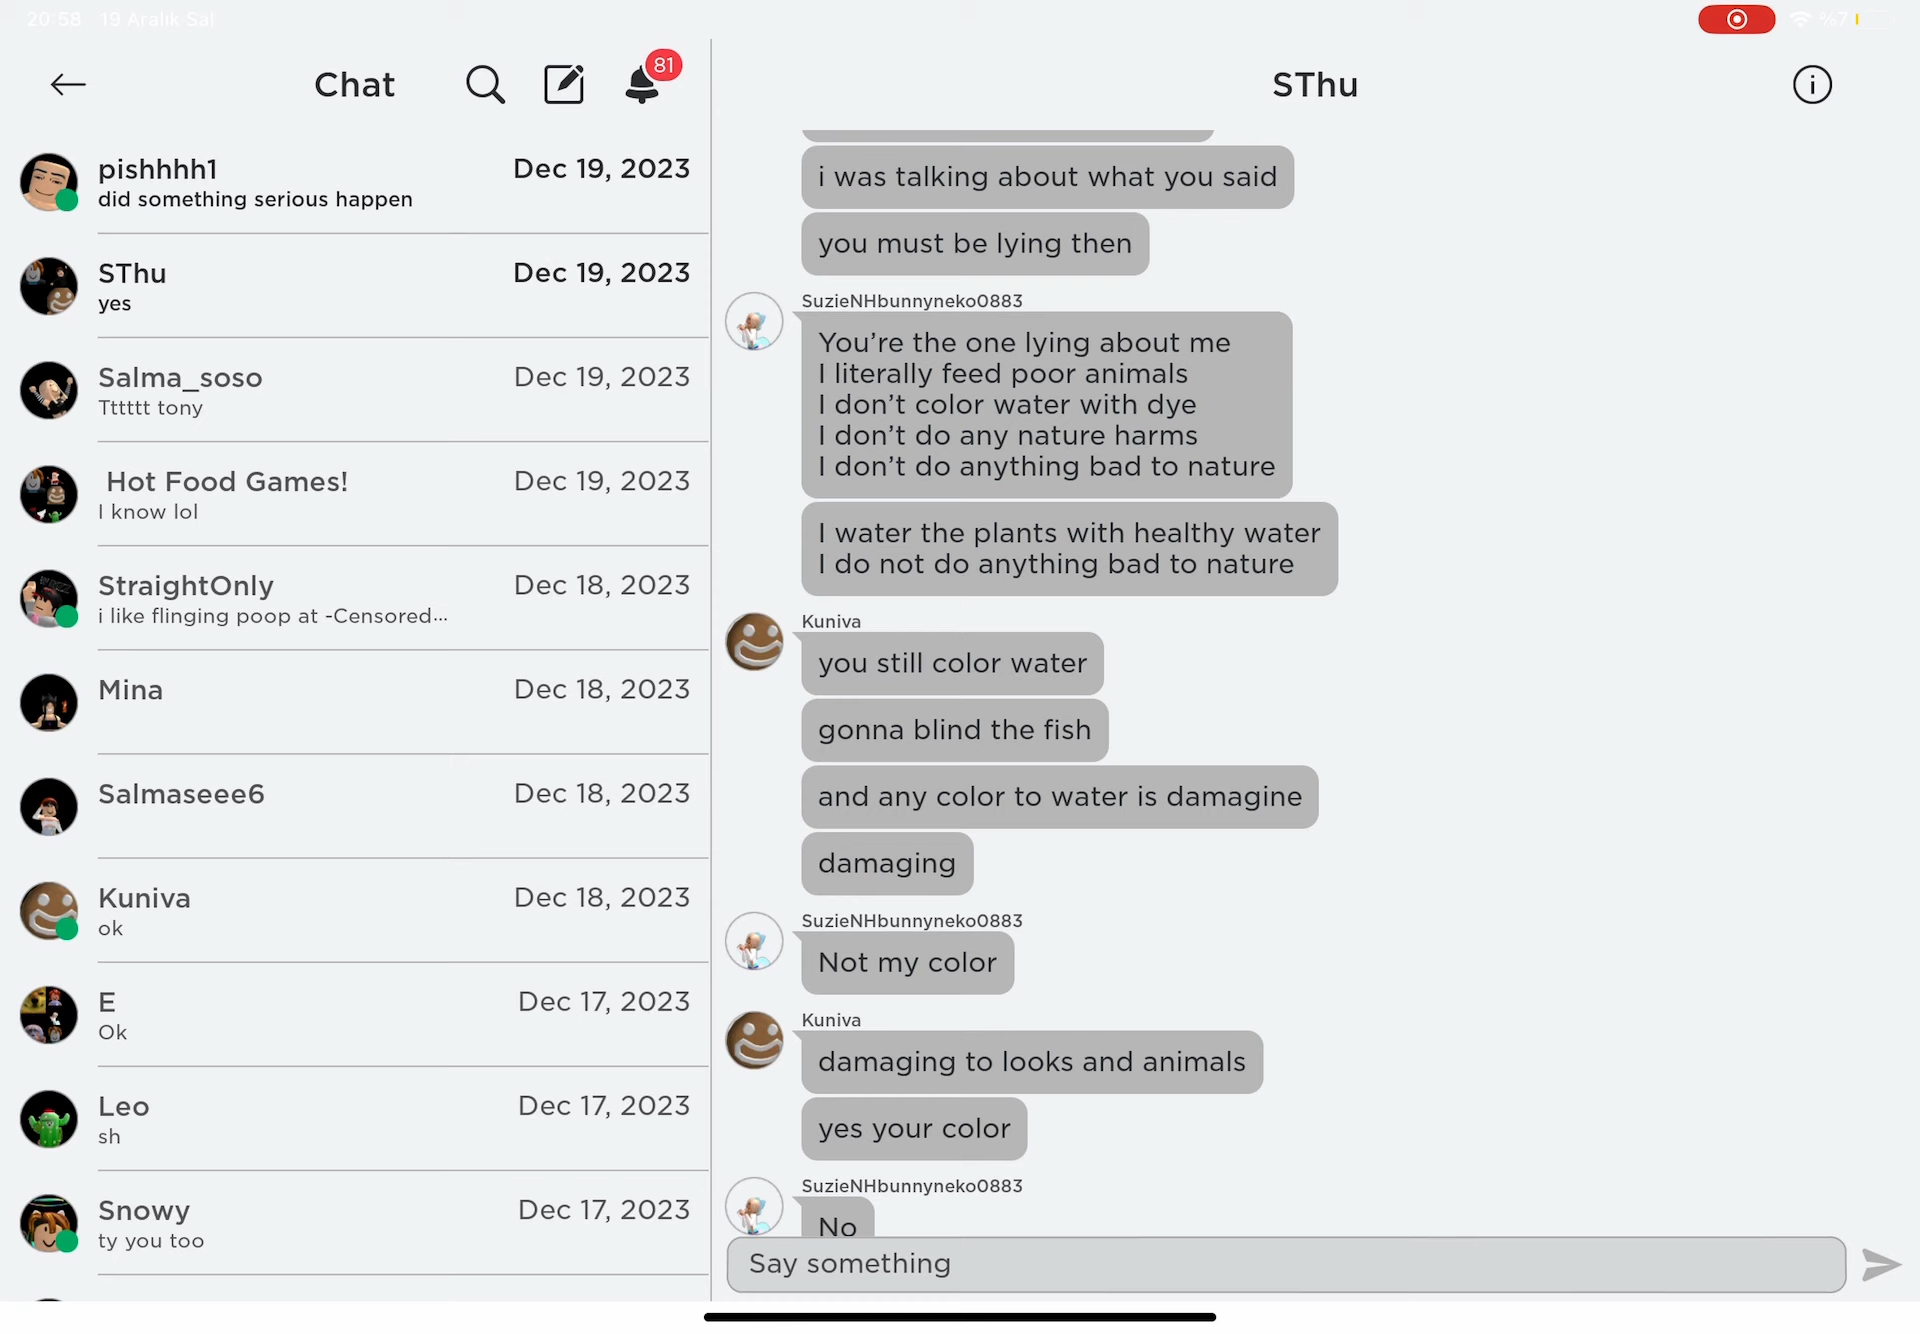 20:58 19 Aralık Sal
%7
Chat
81
pishhhh1
Dec 19, 2023
did something serious happen
SThu
Dec 19, 2023
yes
Salma_soso
Dec 19, 2023
Tttttt tony
Hot Food Games!
Dec 19, 2023
I know lol
StraightOnly
Dec 18, 2023
i like flinging poop at -Censored...
Mina
Dec 18, 2023
Salmaseee6
Dec 18, 2023
Kuniva
Dec 18, 2023
ok
E
Dec 17, 2023
Ok
Leo
Dec 17, 2023
sh
Snowy
Dec 17, 2023
ty you too
SThu
i was talking about what you said
you must be lying then
SuzieNHbunnyneko0883
You’re the one lying about me
I literally feed poor animals
I don’t color water with dye
I don’t do any nature harms
I don’t do anything bad to nature
I water the plants with healthy water
I do not do anything bad to nature
Kuniva
you still color water
gonna blind the fish
and any color to water is damagine
damaging
SuzieNHbunnyneko0883
Not my color
Kuniva
damaging to looks and animals
yes your color
SuzieNHbunnyneko0883
No
Say something